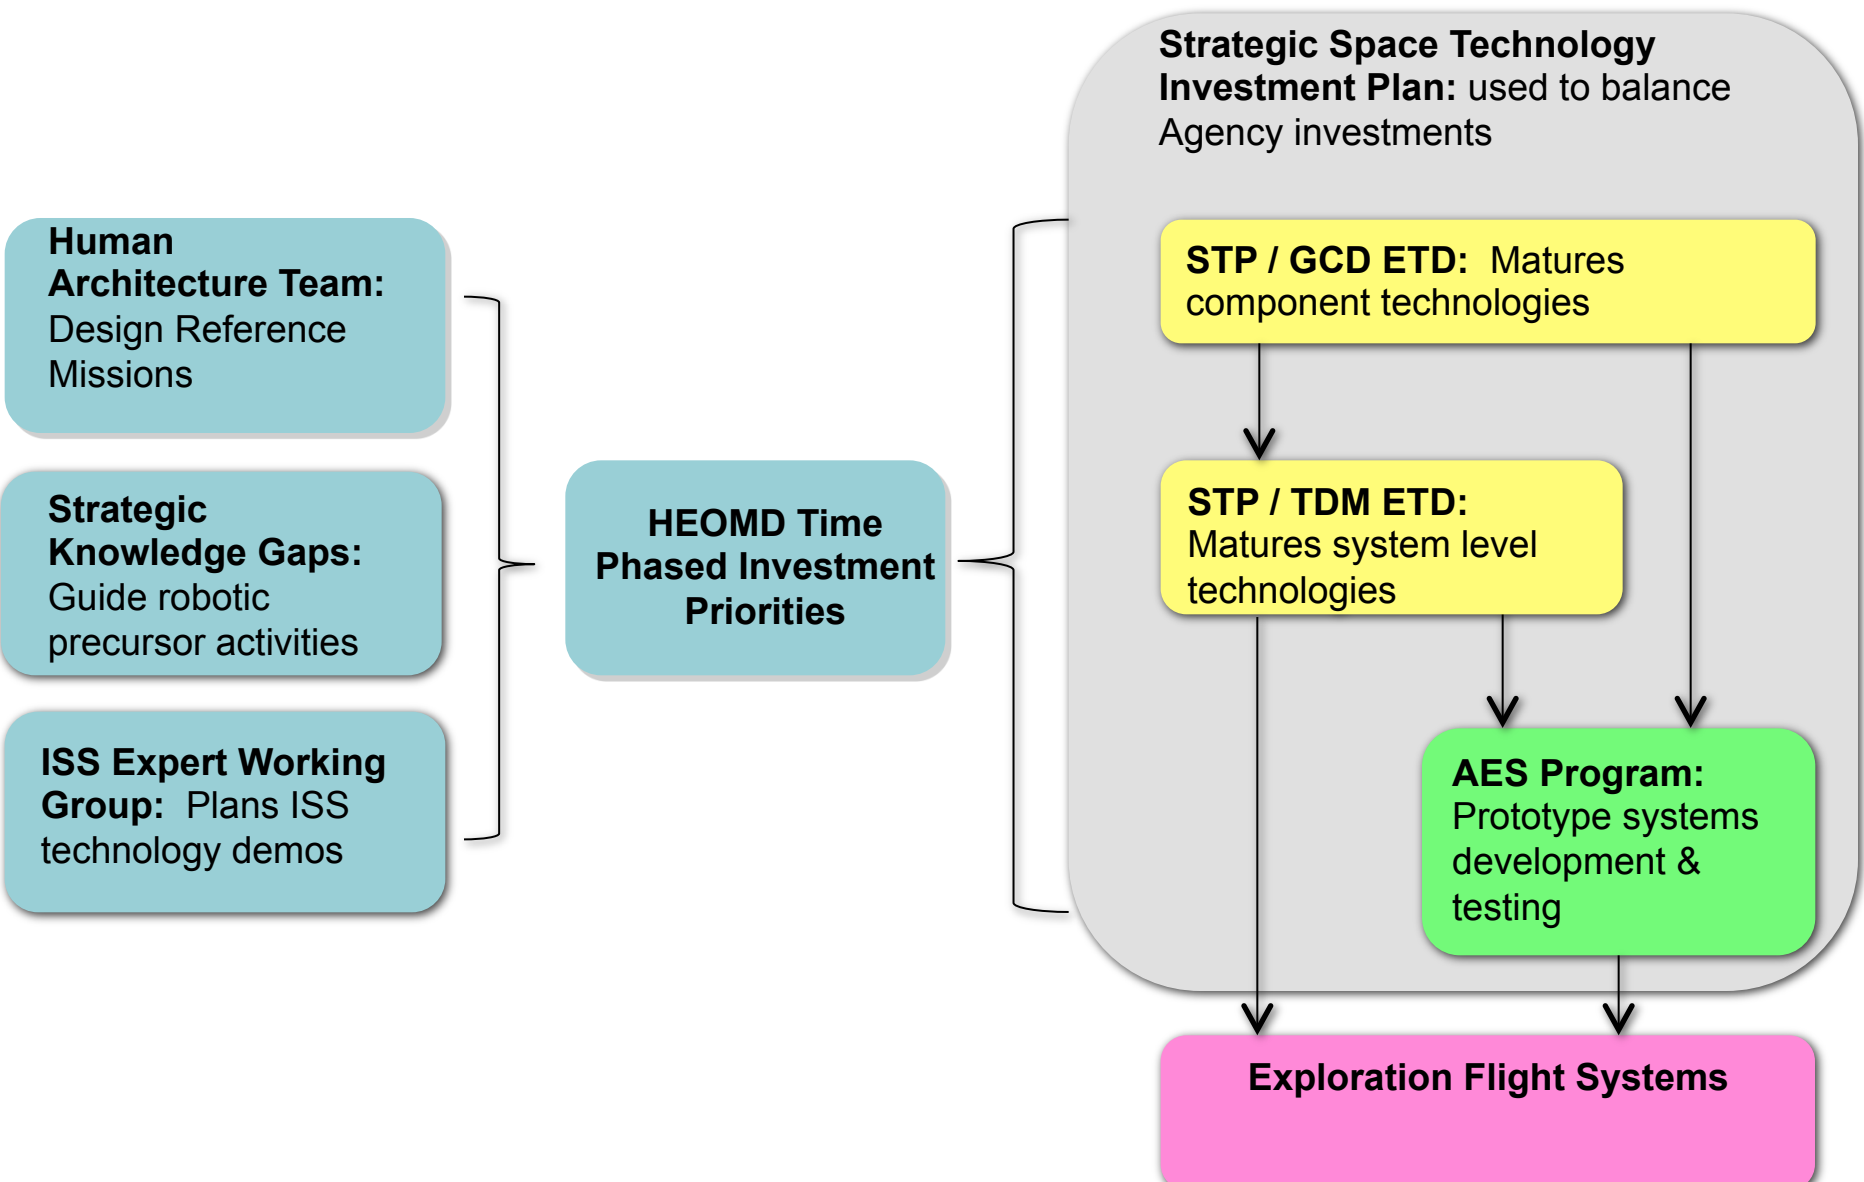 Strategic Space Technology
Investment Plan: used to balance
Agency investments
Human
Architecture Team:
Design Reference
Missions
Strategic
Knowledge Gaps:
Guide robotic
precursor activities
ISS Expert Working
Group: Plans ISS
technology demos
HEOMD Time
Phased Investment
Priorities
STP / GCD ETD: Matures
component technologies
STP / TDM ETD:
Matures system level
technologies
AES Program:
Prototype systems
development &
testing
Exploration Flight Systems